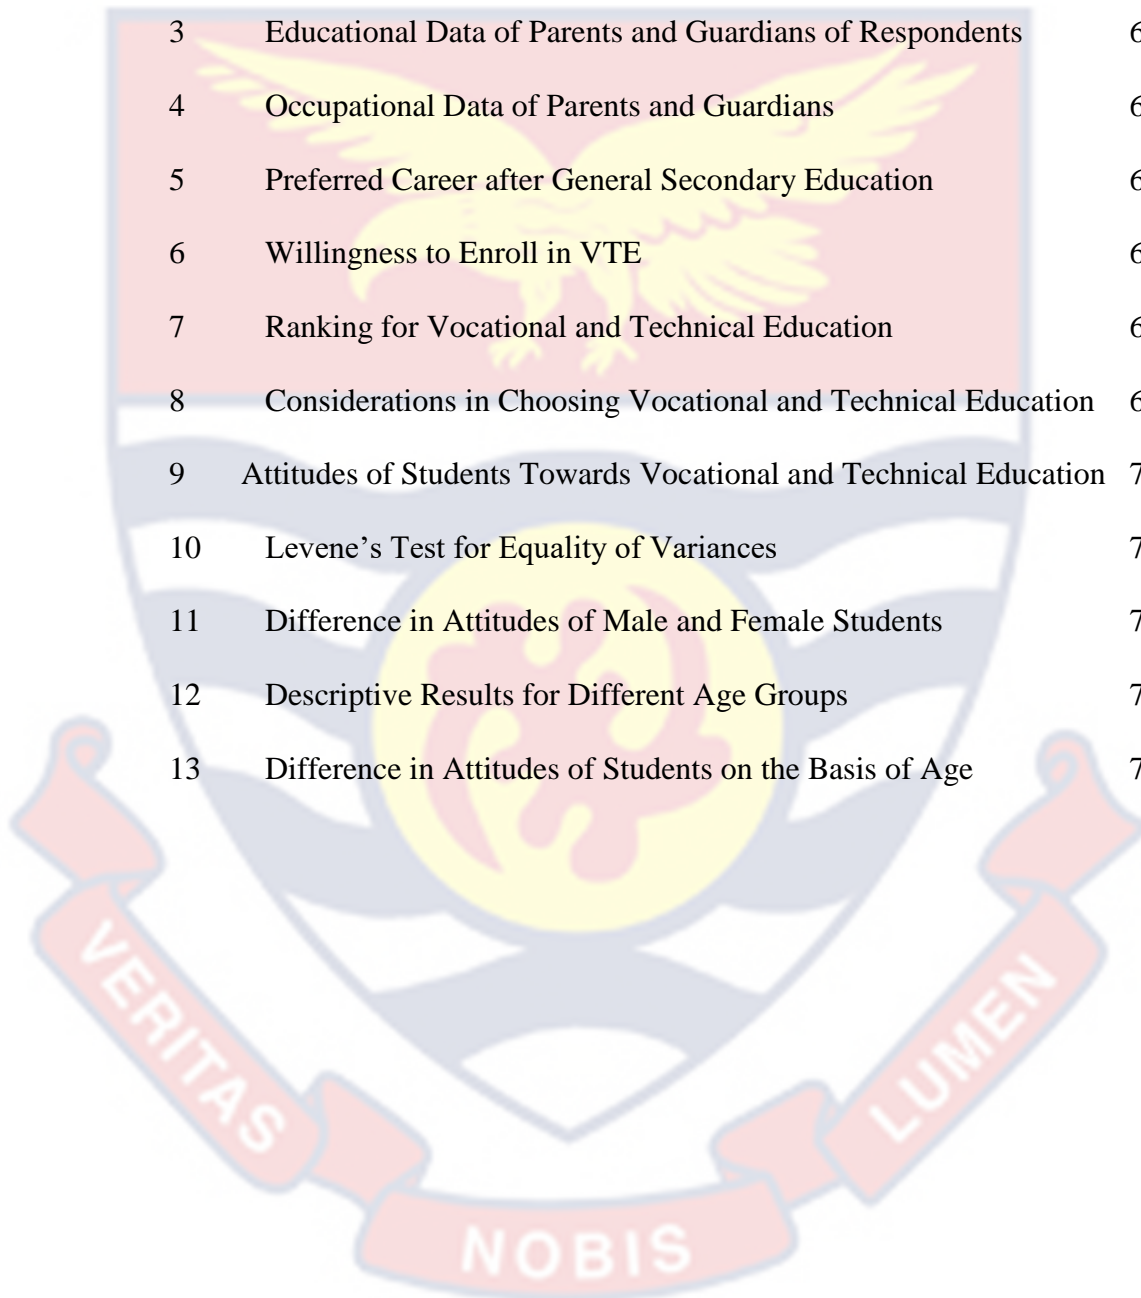 3 Educational Data of Parents and Guardians of Respondents 6
4 Occupational Data of Parents and Guardians 6
5 Preferred Career after General Secondary Education 6
6 Willingness to Enroll in VTE 6
7 Ranking for Vocational and Technical Education 6
8 Considerations in Choosing Vocational and Technical Education 6
9 Attitudes of Students Towards Vocational and Technical Education 7
10 Levene’s Test for Equality of Variances 7
11 Difference in Attitudes of Male and Female Students 7
12 Descriptive Results for Different Age Groups 7
13 Difference in Attitudes of Students on the Basis of Age 7
VERITAS
NOBIS
LUMEN